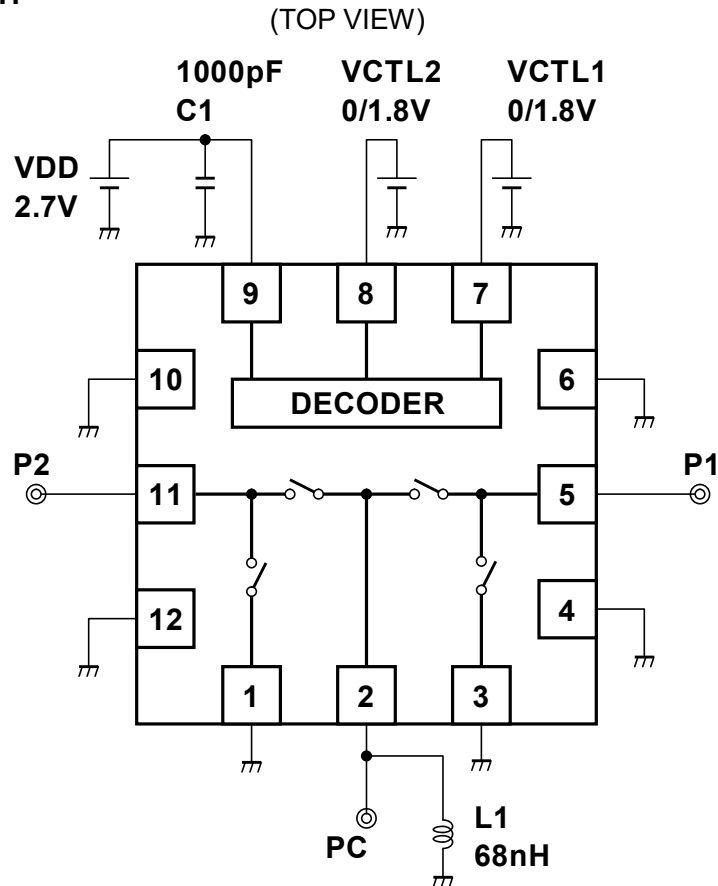 (TOP VIEW)
1000pF
C1
VCTL2
0/1.8V
VCTL1
0/1.8V
VDD
2.7V
9
8
7
10
DECODER
6
P2
11
5
P1
12
4
1
2
3
PC
L1
68nH